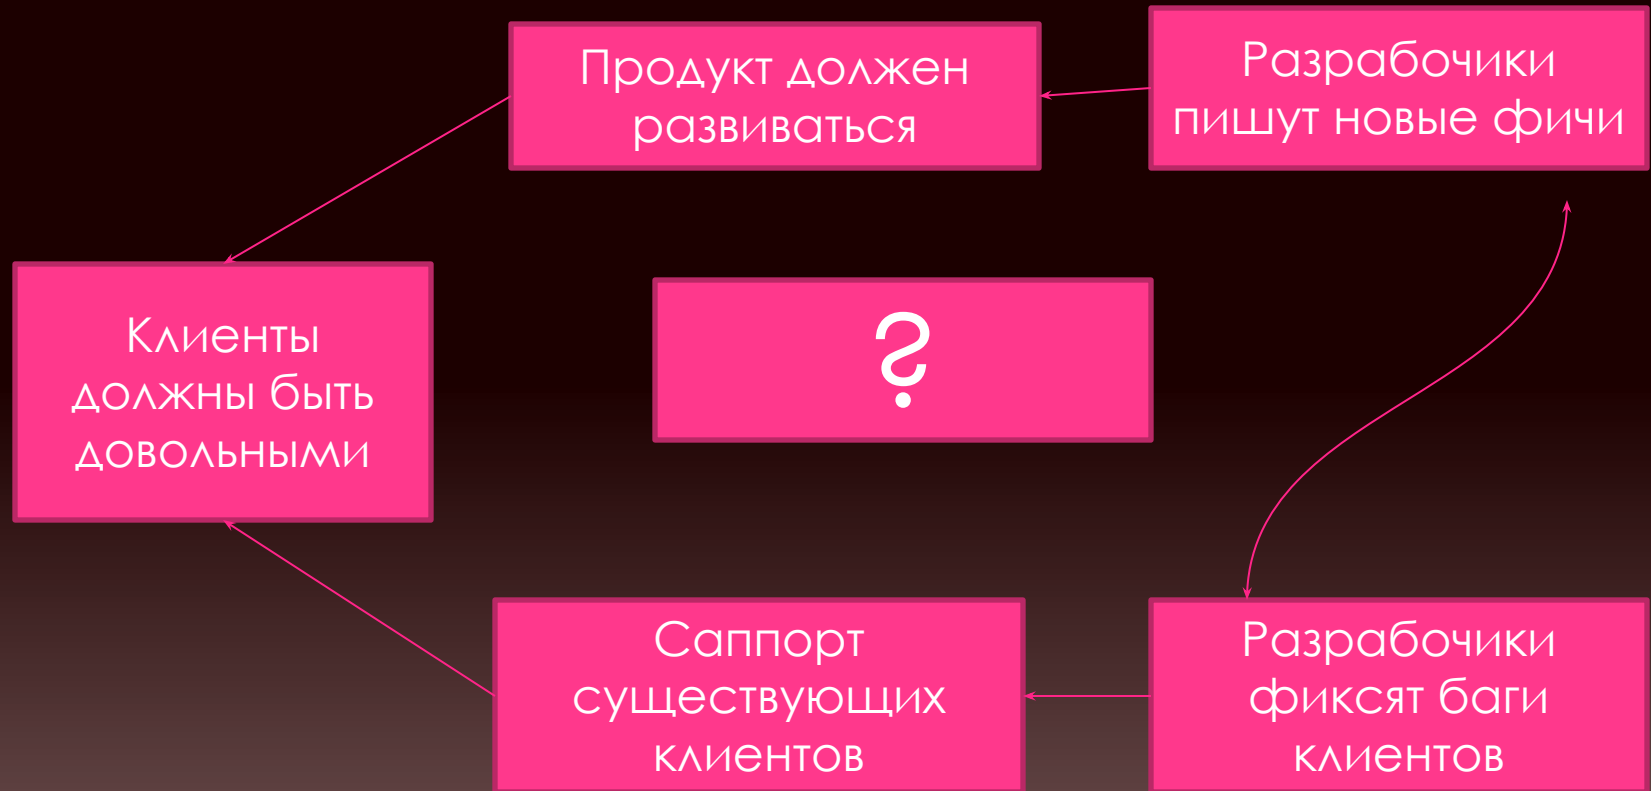 Продукт должен
развиваться
Разрабочики
пишут новые фичи
Клиенты
должны быть
довольными
?
Саппорт
существующих
клиентов
Разрабочики
фиксят баги
клиентов